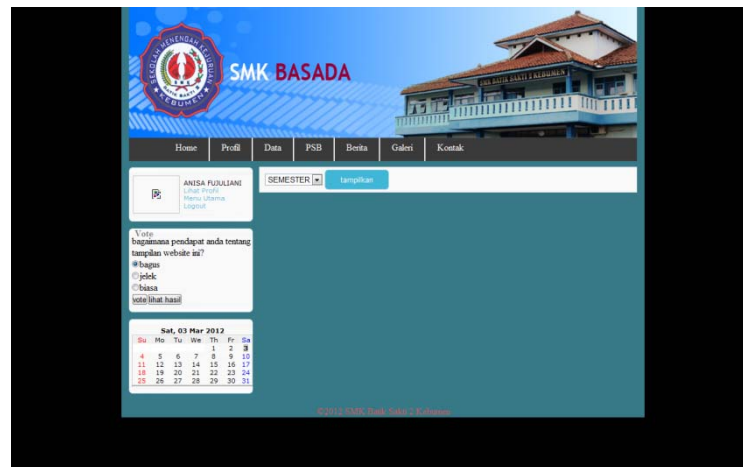 SEKOLAH MENENGAH KEJURUAN
KEBUMEN
SMK BASADA
Home Profil Data PSB Berita Galeri Kontak
ANISA FUJULIANI
Lihat Profil
Menu Utama
Logout
SEMESTER tampilkan
Vote
bagaimana pendapat anda tentang
tampilan website ini?
bagus
jelek
biasa
vote lihat hasil
Sat, 03 Mar 2012
Su Mo Tu We Th Fr Sa
1 2 3
4 5 6 7 8 9 10
11 12 13 14 15 16 17
18 19 20 21 22 23 24
25 26 27 28 29 30 31
©2012 SMK Batik Sakti 2 Kebumen